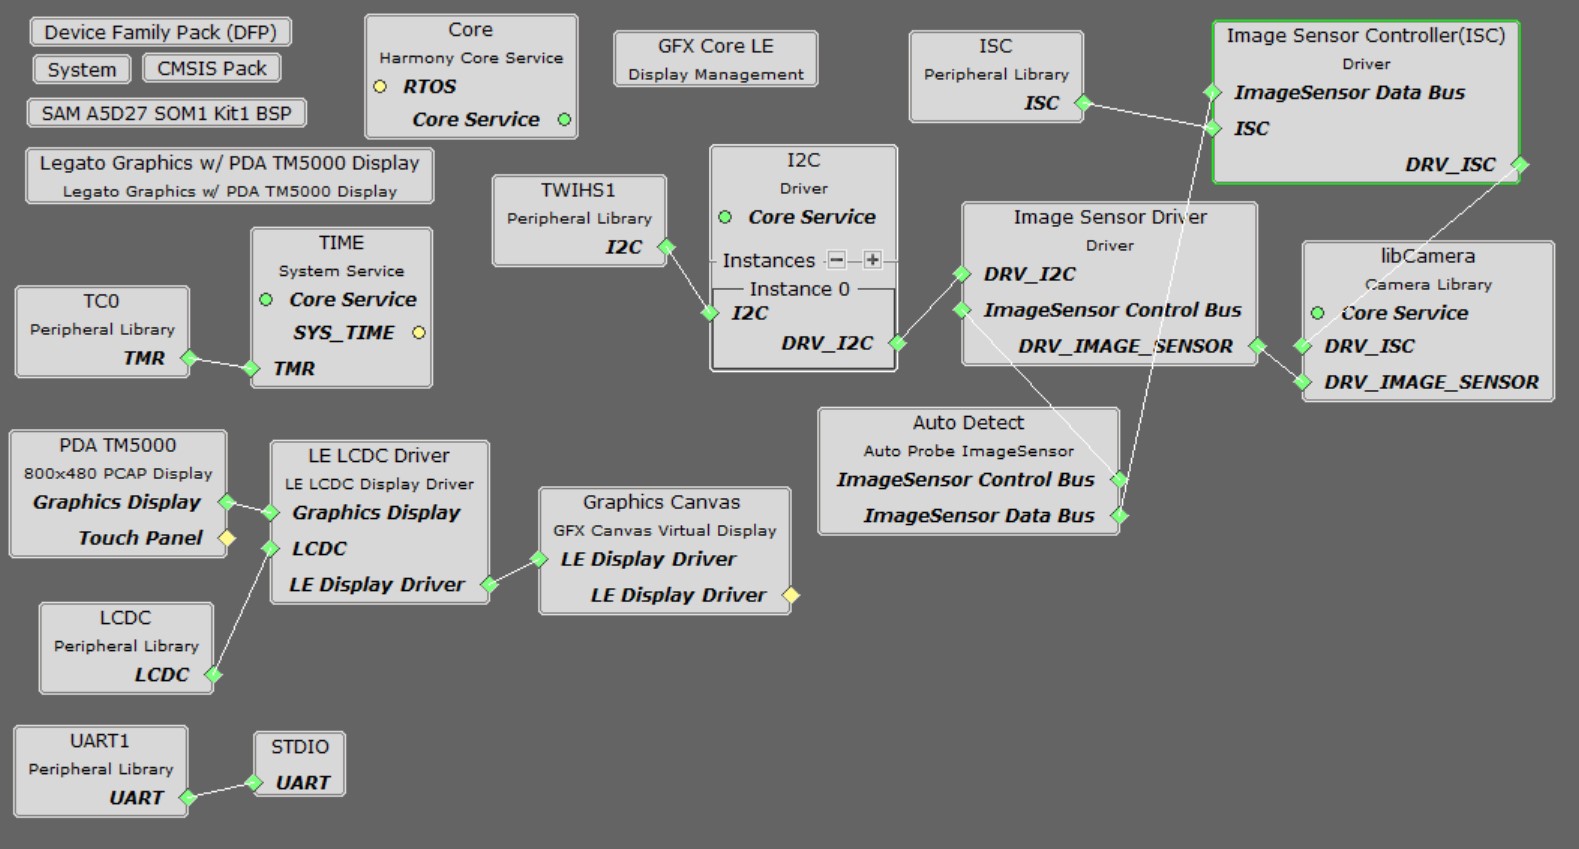 Device Family Pack (DFP)
System
CMSIS Pack
SAM A5D27 SOM1 Kit1 BSP
Legato Graphics w/ PDA TM5000 Display
Legato Graphics w/ PDA TM5000 Display
Core
Harmony Core Service
RTOS
Core Service
GFX Core LE
Display Management
ISC
Peripheral Library
ISC
Image Sensor Controller(ISC)
Driver
ImageSensor Data Bus
ISC
DRV_ISC
TWIHS1
Peripheral Library
I2C
I2C
Driver
Core Service
Instances
Instance 0
I2C
DRV_I2C
Image Sensor Driver
Driver
DRV_I2C
ImageSensor Control Bus
DRV_IMAGE_SENSOR
libCamera
Camera Library
Core Service
DRV_ISC
DRV_IMAGE_SENSOR
TC0
Peripheral Library
TMR
TIME
System Service
Core Service
SYS_TIME
TMR
Auto Detect
Auto Probe ImageSensor
ImageSensor Control Bus
ImageSensor Data Bus
PDA TM5000
800x480 PCAP Display
Graphics Display
Touch Panel
LE LCDC Driver
LE LCDC Display Driver
Graphics Display
LCDC
LE Display Driver
Graphics Canvas
GFX Canvas Virtual Display
LE Display Driver
LE Display Driver
LCDC
Peripheral Library
LCDC
UART1
Peripheral Library
UART
STDIO
UART